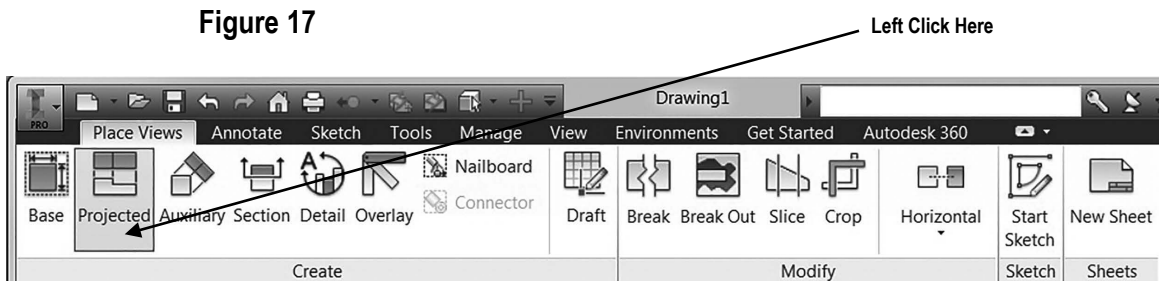 Figure 17
Left Click Here
Drawing1
PRO
Place Views Annotate Sketch Tools Manage View Environments Get Started Autodesk 360
Nailboard
Connector
Base Projected Auxiliary Section Detail Overlay Draft Break Break Out Slice Crop Horizontal Start Sketch New Sheet
Create Modify Sketch Sheets